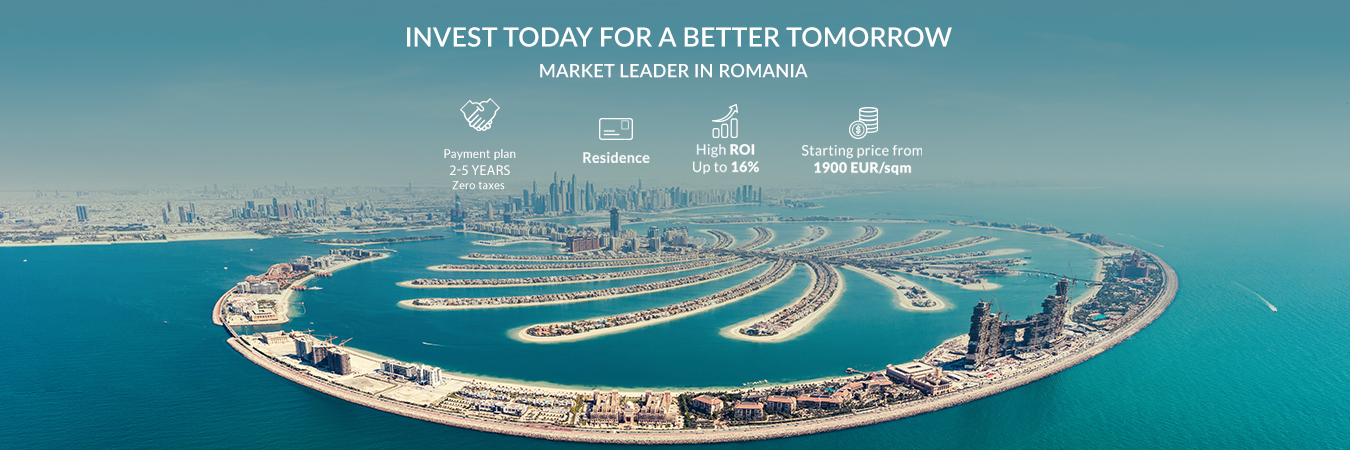 INVEST TODAY FOR A BETTER TOMORROW
MARKET LEADER IN ROMANIA
Payment plan
2-5 YEARS
Zero taxes
Residence
High ROI
Up to 16%
Starting price from
1900 EUR/sqm